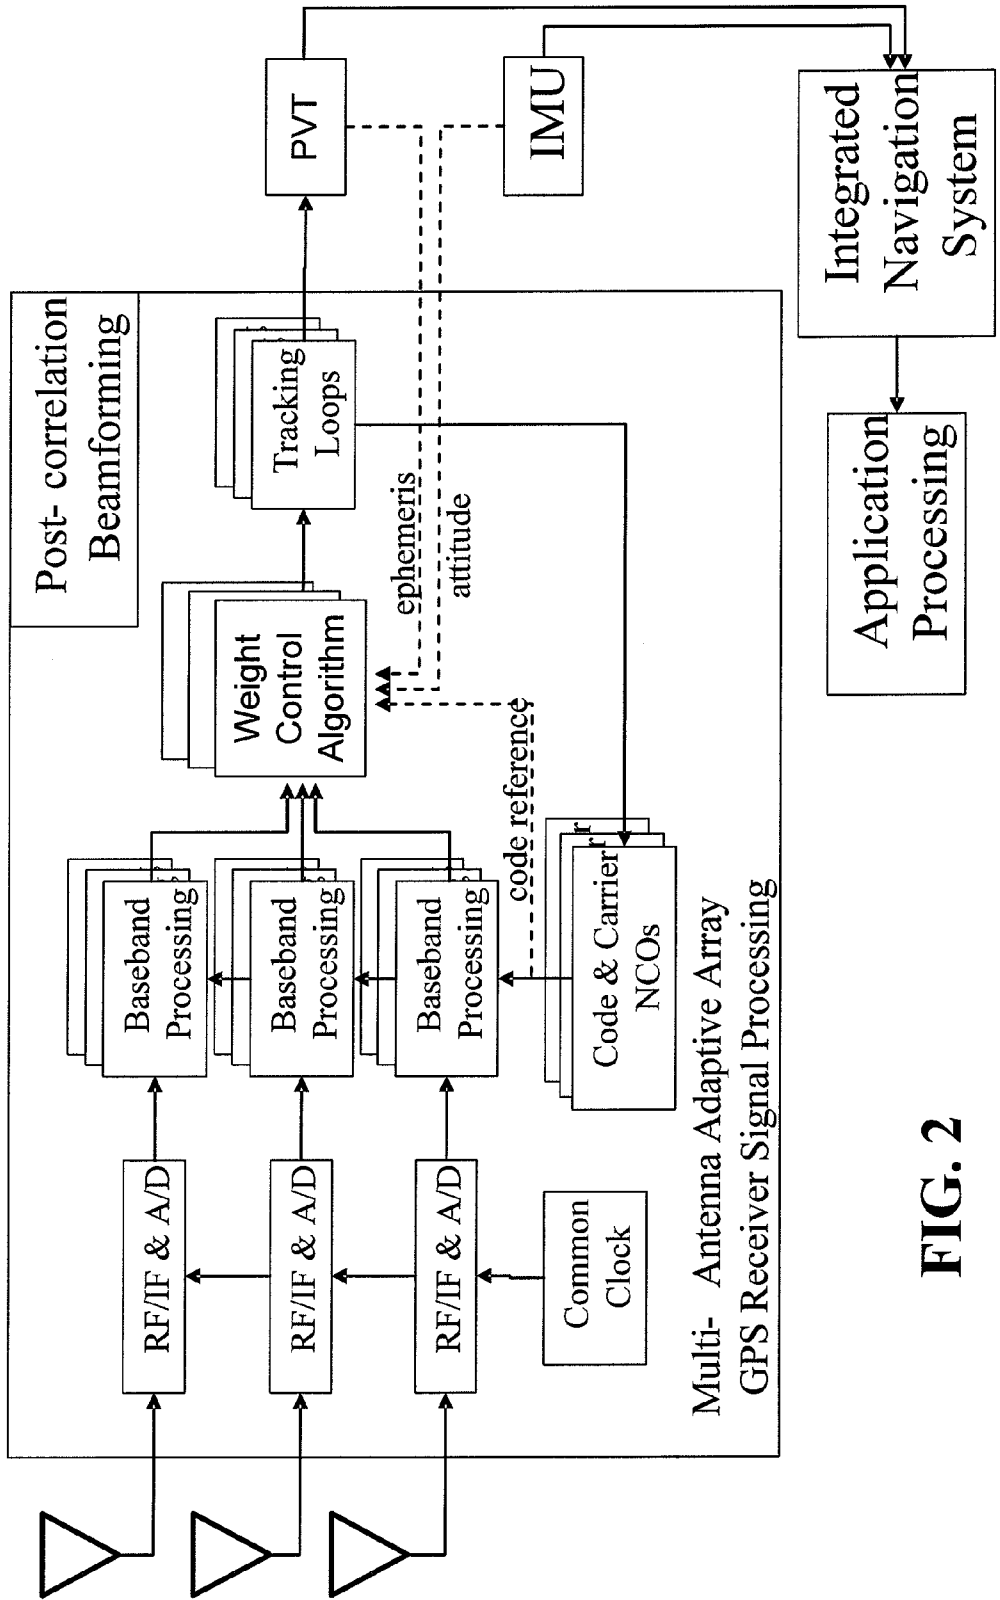 Post- correlation
Beamforming
RF/IF & A/D
RF/IF & A/D
RF/IF & A/D
Common
Clock
Baseband
Processing
Baseband
Processing
Baseband
Processing
Code & Carrier
NCOs
r
r
code reference
Weight
Control
Algorithm
ephemeris
attitude
Tracking
Loops
PVT
IMU
Integrated
Navigation
System
Application
Processing
Multi- Antenna Adaptive Array
GPS Receiver Signal Processing
FIG. 2